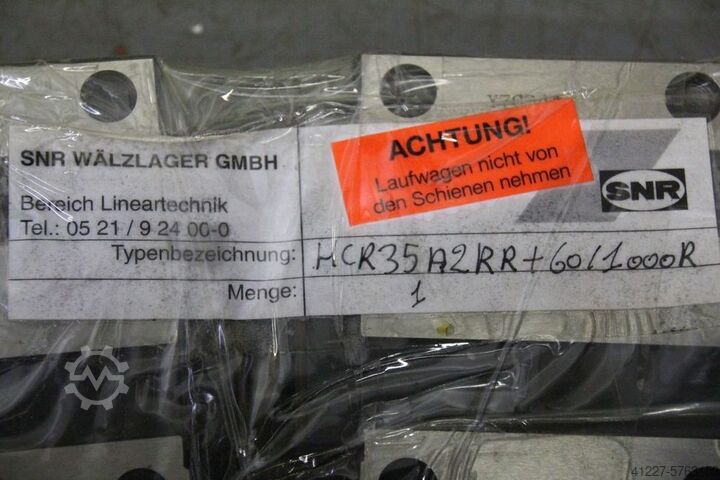 SNR WÄLZLAGER GMBH
Bereich Lineartechnik
Tel.: 05 21 / 9 24 00-0
Typenbezeichnung: HCR35A2RR+60/1000R
Menge: 1
ACHTUNG!
Laufwagen nicht von
den Schienen nehmen
SNR